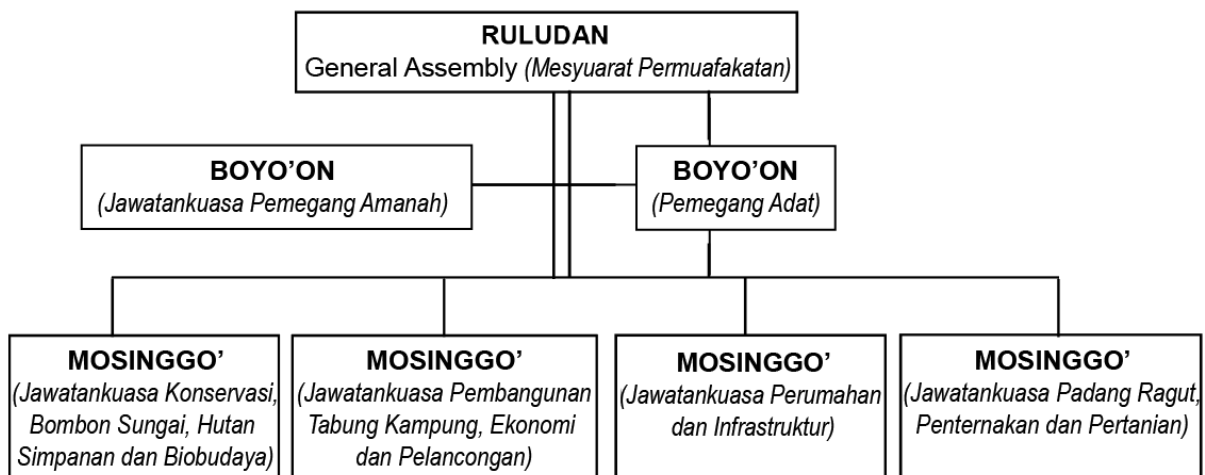 RULUDAN
General Assembly (Mesyuarat Permuafakatan)
BOYO’ON
(Jawatankuasa Pemegang Amanah)
BOYO’ON
(Pemegang Adat)
MOSINGGO’
(Jawatankuasa Konservasi,
Bombon Sungai, Hutan
Simpanan dan Biobudaya)
MOSINGGO’
(Jawatankuasa Pembangunan
Tabung Kampung, Ekonomi
dan Pelancongan)
MOSINGGO’
(Jawatankuasa Perumahan
dan Infrastruktur)
MOSINGGO’
(Jawatankuasa Padang Ragut,
Penternakan dan Pertanian)